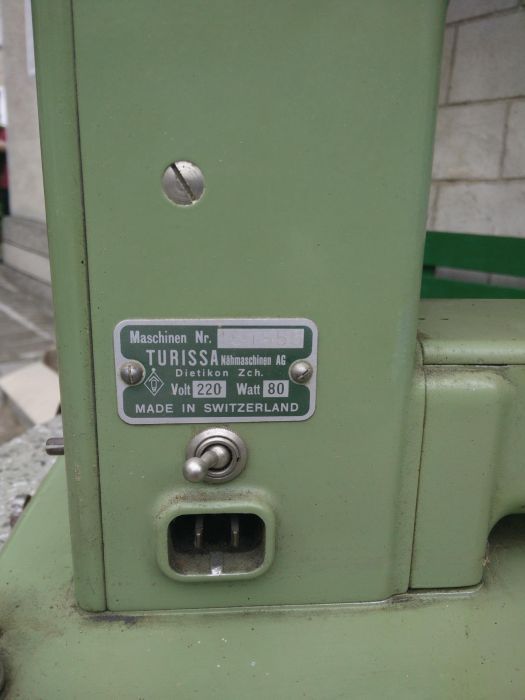 Maschinen Nr.
TURISSA Nähmaschinen AG
Dietikon Zch.
Volt 220 Watt 80
MADE IN SWITZERLAND